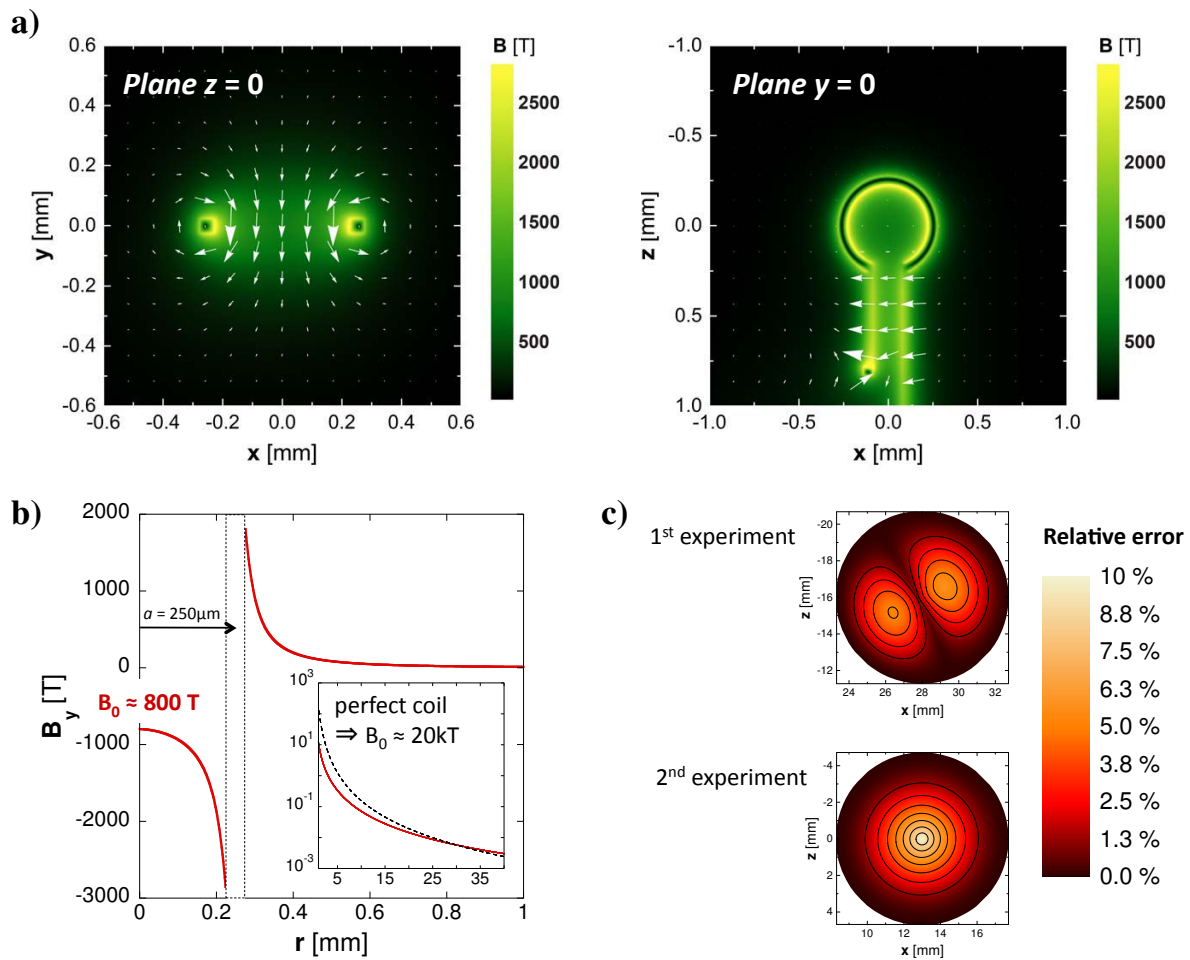 a)
B [T]
Plane z = 0
0.6
0.4
0.2
0.0
-0.2
-0.4
-0.6
y [mm]
-0.6 -0.4 -0.2 0.0 0.2 0.4 0.6
x [mm]
2500
2000
1500
1000
500
B [T]
Plane y = 0
-1.0
-0.5
0.0
0.5
1.0
z [mm]
-1.0 -0.5 0.0 0.5 1.0
x [mm]
2500
2000
1500
1000
500
b)
2000
1000
0
-1000
-2000
-3000
B_y [T]
a = 250μm
B₀ ≈ 800 T
10³
10¹
10⁻¹
10⁻³
perfect coil
⇒ B₀ ≈ 20kT
5 15 25 35
0 0.2 0.4 0.6 0.8 1
r [mm]
c)
1st experiment
-20
-18
-16
-14
-12
z [mm]
24 26 28 30 32
x [mm]
2nd experiment
-4
-2
0
2
4
z [mm]
10 12 14 16
x [mm]
Relative error
10 %
8.8 %
7.5 %
6.3 %
5.0 %
3.8 %
2.5 %
1.3 %
0.0 %